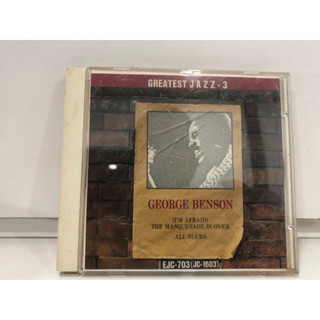 GREATEST JAZZ-3
GEORGE BENSON
(I'M AFRAID)
THE MASQUERADE IS OVER
ALL BLUES
EJC-703(JC-1603)